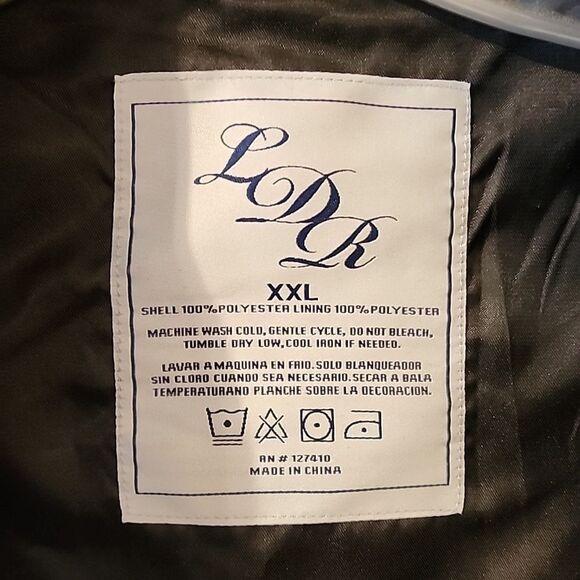 LDR
XXL
SHELL 100% POLYESTER LINING 100% POLYESTER
MACHINE WASH COLD, GENTLE CYCLE, DO NOT BLEACH,
TUMBLE DRY LOW, COOL IRON IF NEEDED.
LAVAR A MAQUINA EN FRIO. SOLO BLANQUEADOR
SIN CLORO CUANDO SEA NECESARIO. SECAR A BALA
TEMPERATURANO PLANCHE SOBRE LA DECORACION.
RN # 127410
MADE IN CHINA